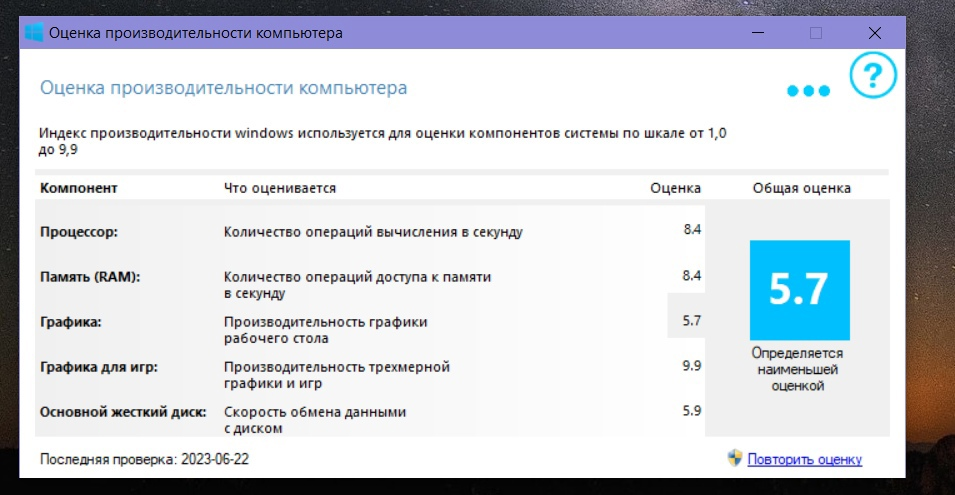 Оценка производительности компьютера
Оценка производительности компьютера
?
Индекс производительности windows используется для оценки компонентов системы по шкале от 1,0
до 9,9
Компонент Что оценивается Оценка Общая оценка
Процессор: Количество операций вычисления в секунду 8.4
Память (RAM): Количество операций доступа к памяти
в секунду 8.4
Графика: Производительность графики
рабочего стола 5.7
Графика для игр: Производительность трехмерной
графики и игр 9.9
Основной жесткий диск: Скорость обмена данными
с диском 5.9
5.7
Определяется
наименьшей
оценкой
Последняя проверка: 2023-06-22 Повторить оценку